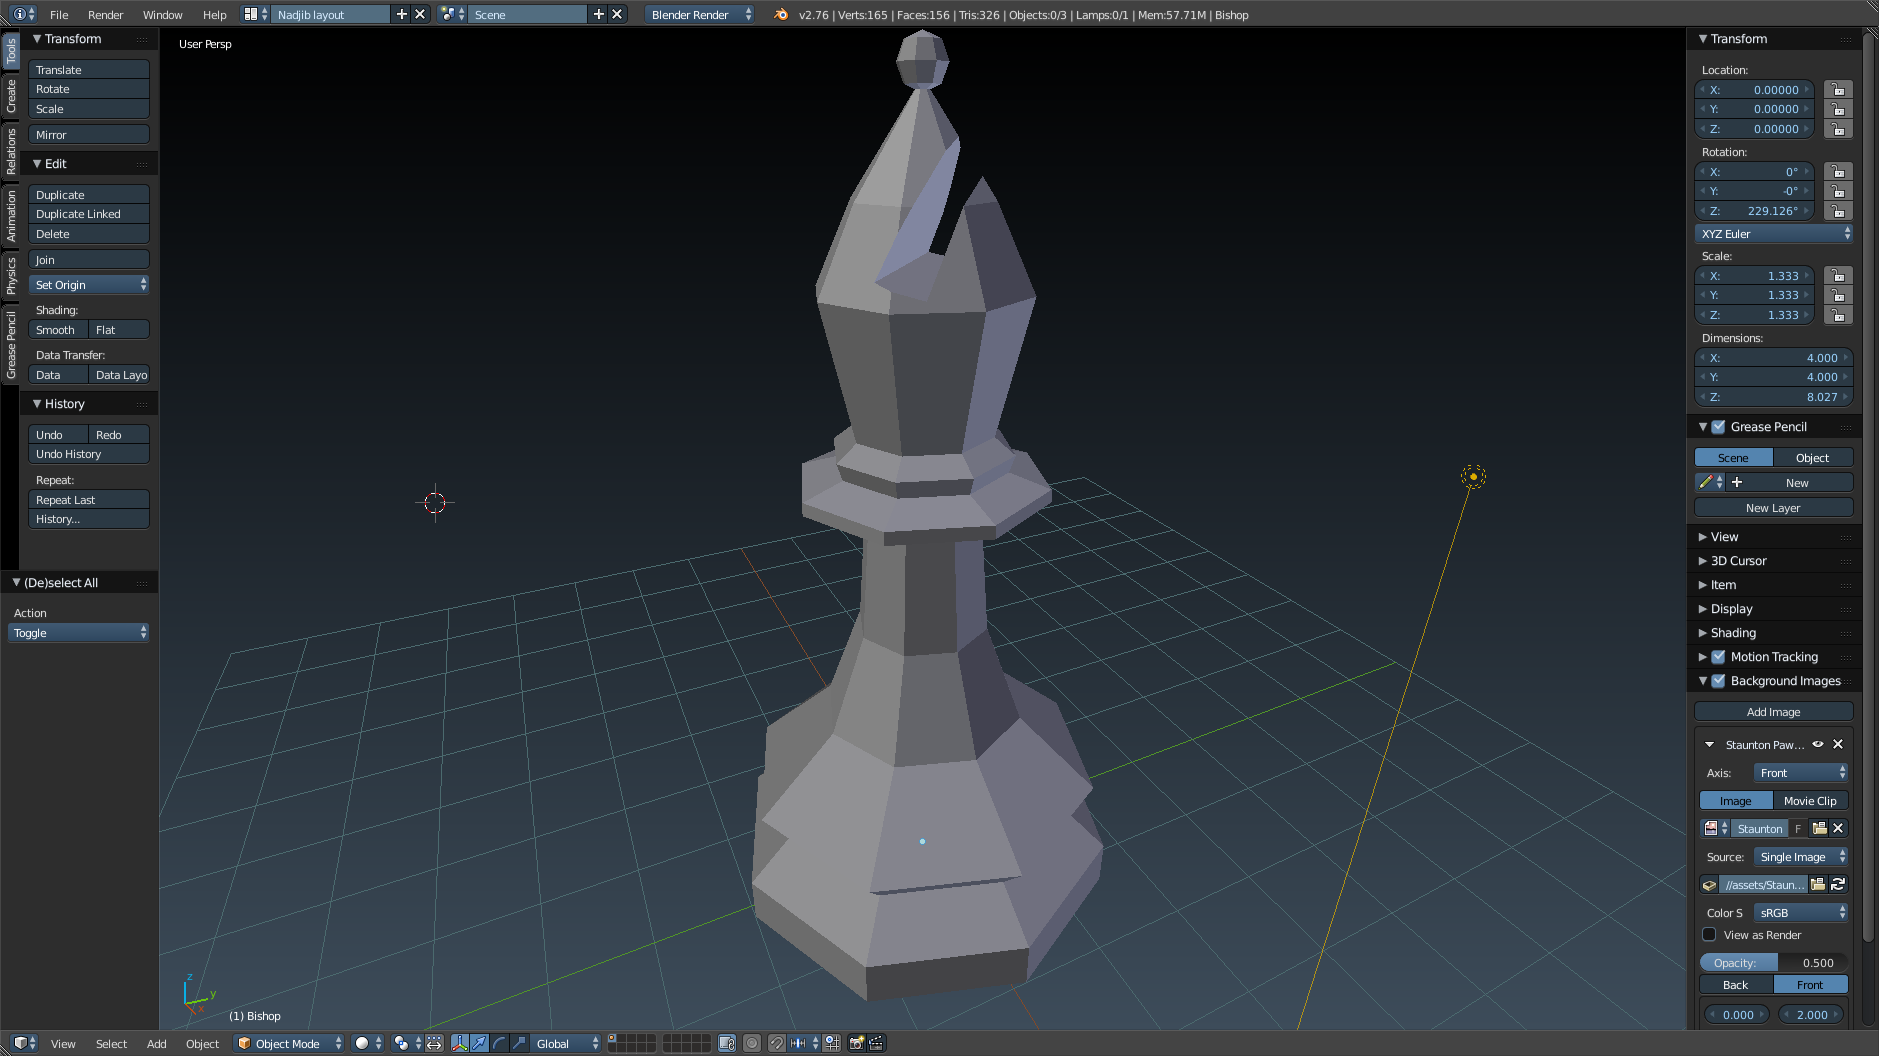 File Render Window Help Nadjib layout Scene Blender Render v2.76 | Verts:165 | Faces:156 | Tris:326 | Objects:0/3 | Lamps:0/1 | Mem:57.71M | Bishop
Tools
Create
Relations
Animation
Physics
Grease Pencil
Transform
Translate
Rotate
Scale
Mirror
Edit
Duplicate
Duplicate Linked
Delete
Join
Set Origin
Shading:
Smooth Flat
Data Transfer:
Data Data Layo
History
Undo Redo
Undo History
Repeat:
Repeat Last
History...
(De)select All
Action
Toggle
User Persp
z
y
x
(1) Bishop
Transform
Location:
X: 0.00000
Y: 0.00000
Z: 0.00000
Rotation:
X: 0°
Y: -0°
Z: 229.126°
XYZ Euler
Scale:
X: 1.333
Y: 1.333
Z: 1.333
Dimensions:
X: 4.000
Y: 4.000
Z: 8.027
Grease Pencil
Scene Object
New
New Layer
View
3D Cursor
Item
Display
Shading
Motion Tracking
Background Images
Add Image
Staunton Paw...
Axis: Front
Image Movie Clip
Staunton F
Source: Single Image
//assets/Staun...
Color S sRGB
View as Render
Opacity: 0.500
Back Front
0.000 2.000
View Select Add Object Object Mode Global